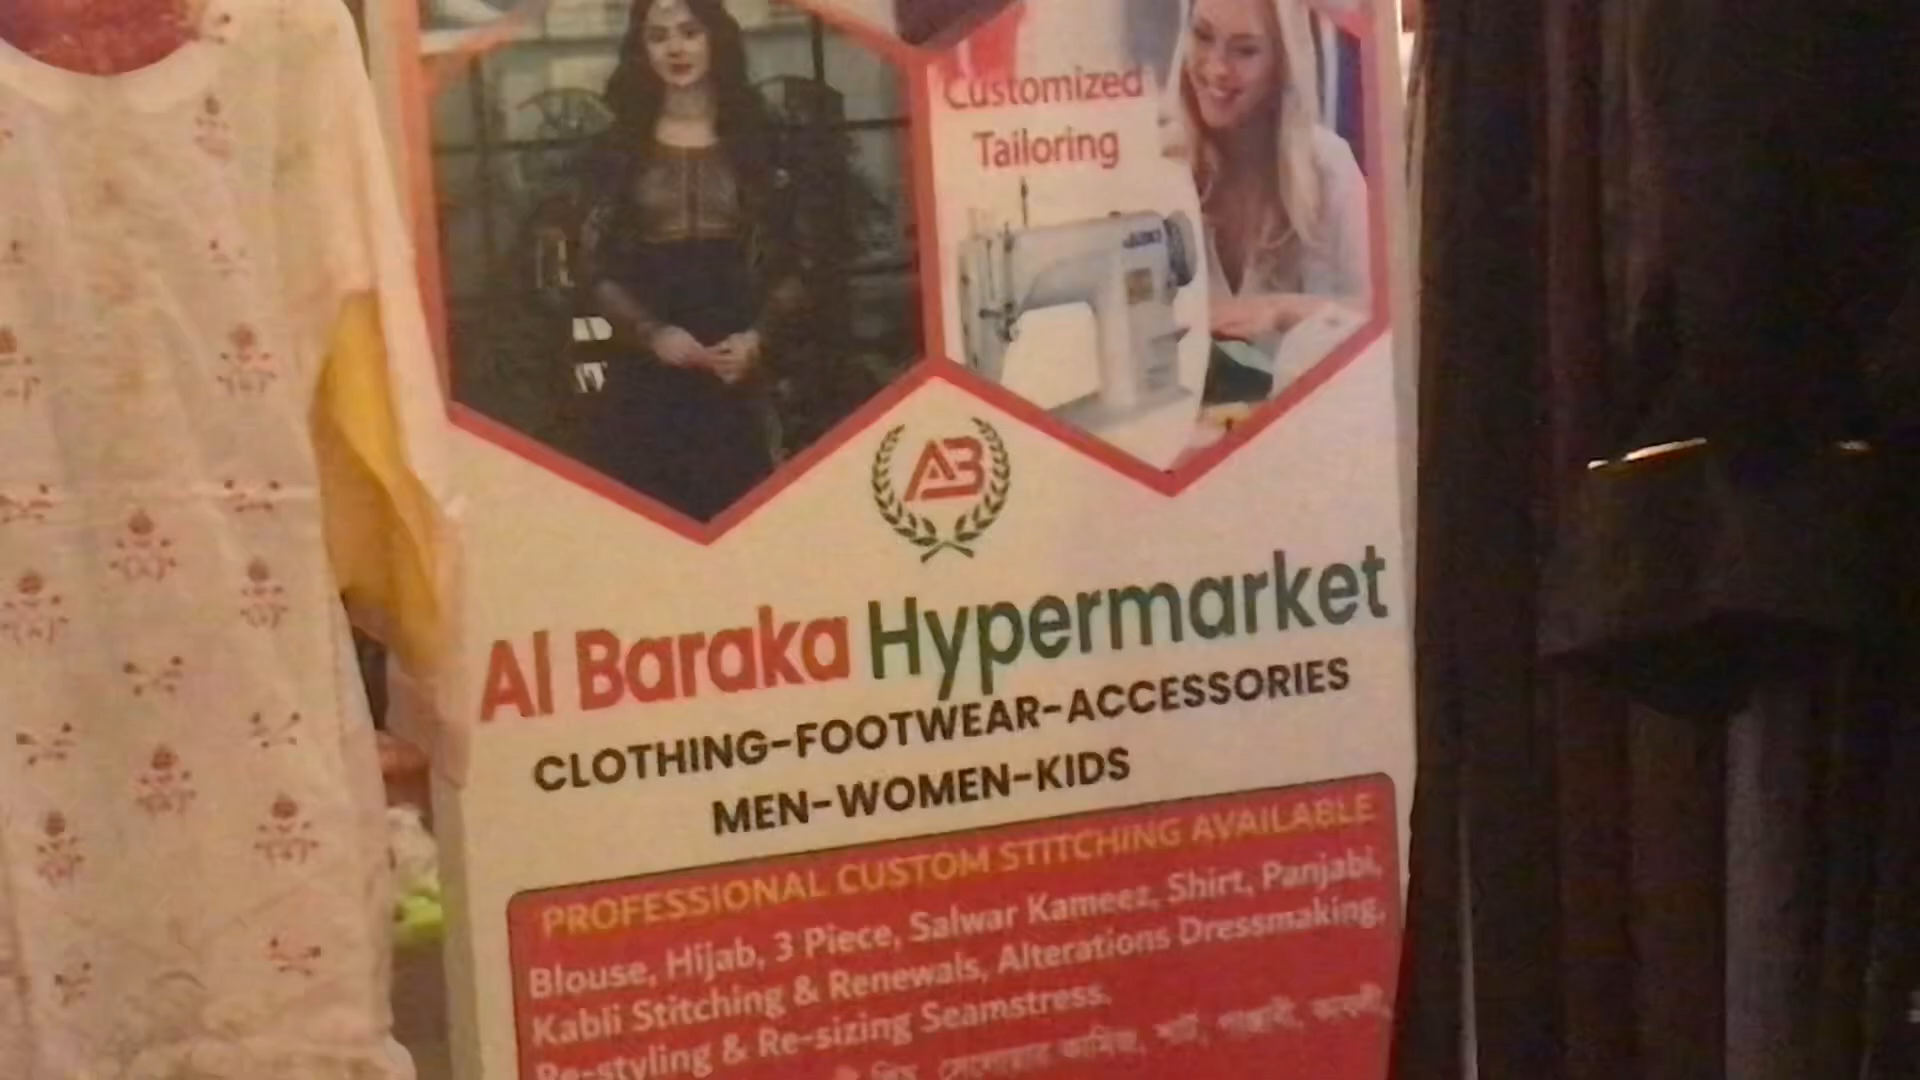 Customized
Tailoring
JUKI
AB
Al Baraka Hypermarket
CLOTHING-FOOTWEAR-ACCESSORIES
MEN-WOMEN-KIDS
PROFESSIONAL CUSTOM STITCHING AVAILABLE
Blouse, Hijab, 3 Piece, Salwar Kameez, Shirt, Panjabi,
Kabli Stitching & Renewals, Alterations Dressmaking,
Re-styling & Re-sizing Seamstress.